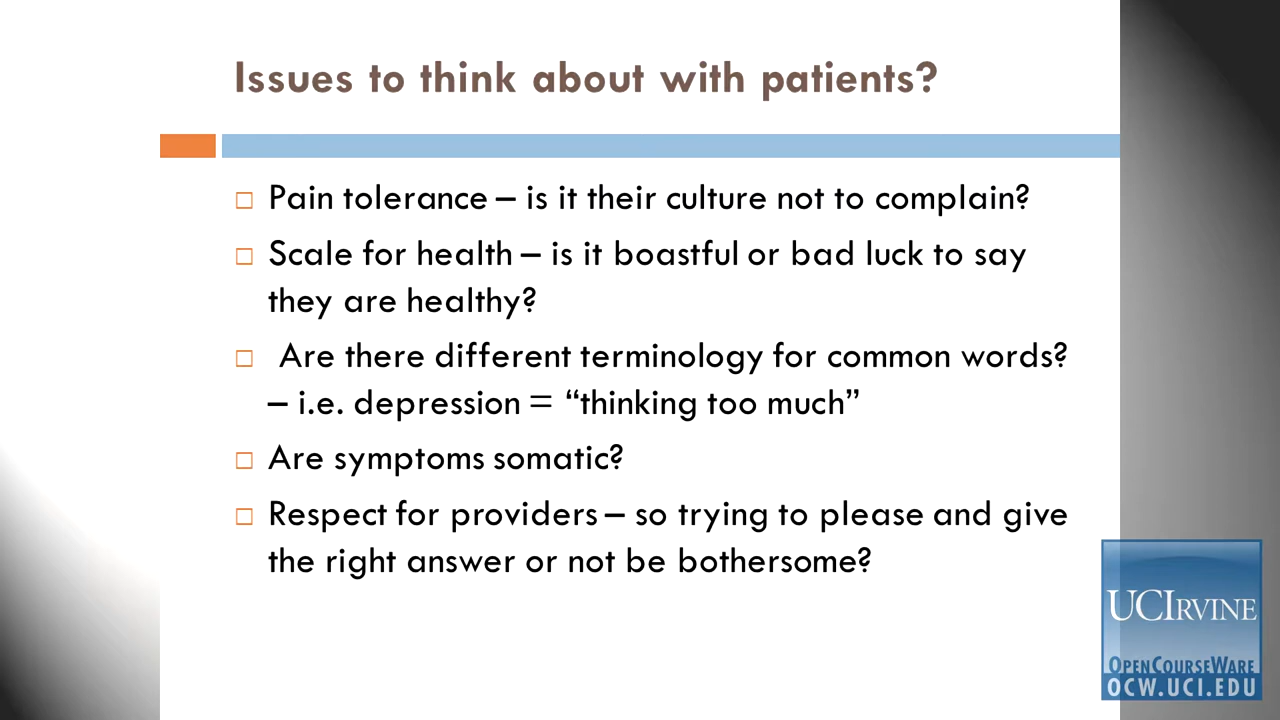 Issues to think about with patients?
Pain tolerance – is it their culture not to complain?
Scale for health – is it boastful or bad luck to say
they are healthy?
Are there different terminology for common words?
– i.e. depression = “thinking too much”
Are symptoms somatic?
Respect for providers – so trying to please and give
the right answer or not be bothersome?
UCIRVINE
OPENCOURSEWARE
OCW.UCI.EDU